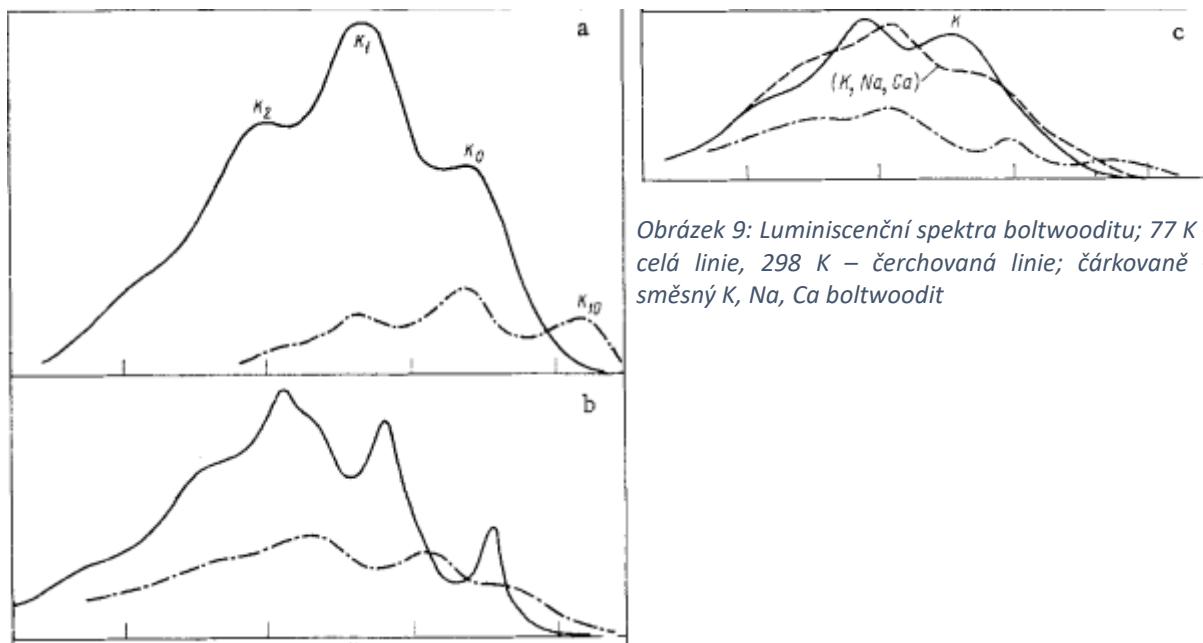 a
K1
K2
K0
K10
b
c
K
(K, Na, Ca)
Obrázek 9: Luminiscenční spektra boltwooditu; 77 K
celá linie, 298 K – čerchovaná linie; čárkovaně
směsný K, Na, Ca boltwoodit